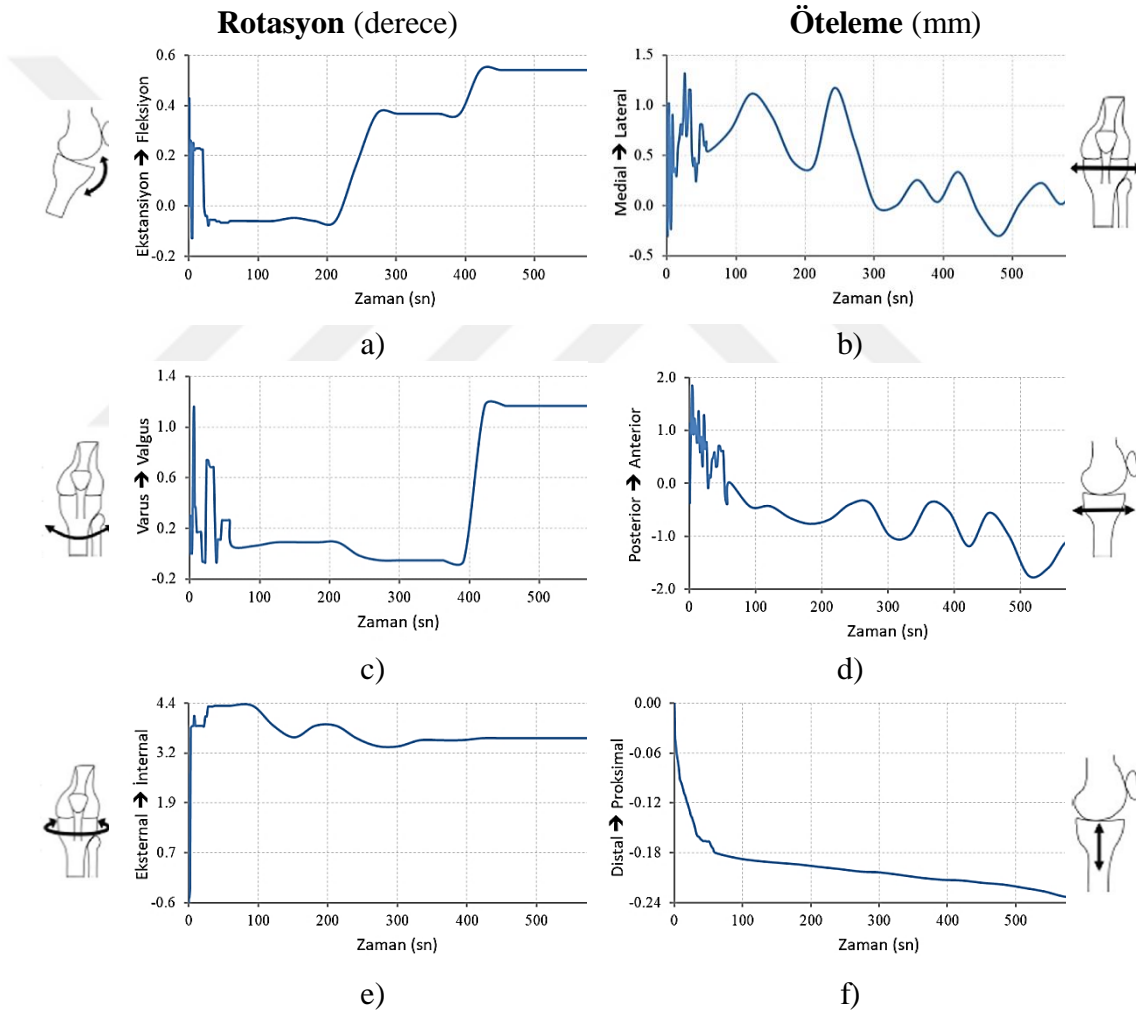 Rotasyon (derece)
Öteleme (mm)
Ekstansiyon ➔ Fleksiyon
0.6
0.4
0.2
0.0
-0.2
0 100 200 300 400 500
Zaman (sn)
a)
Medial ➔ Lateral
1.5
1.0
0.5
0.0
-0.5
0 100 200 300 400 500
Zaman (sn)
b)
Varus ➔ Valgus
1.4
1.0
0.6
0.2
-0.2
0 100 200 300 400 500
Zaman (sn)
c)
Posterior ➔ Anterior
2.0
1.0
0.0
-1.0
-2.0
0 100 200 300 400 500
Zaman (sn)
d)
Eksternal ➔ İnternal
4.4
3.2
1.9
0.7
-0.6
0 100 200 300 400 500
Zaman (sn)
e)
Distal ➔ Proksimal
0.00
-0.06
-0.12
-0.18
-0.24
0 100 200 300 400 500
Zaman (sn)
f)